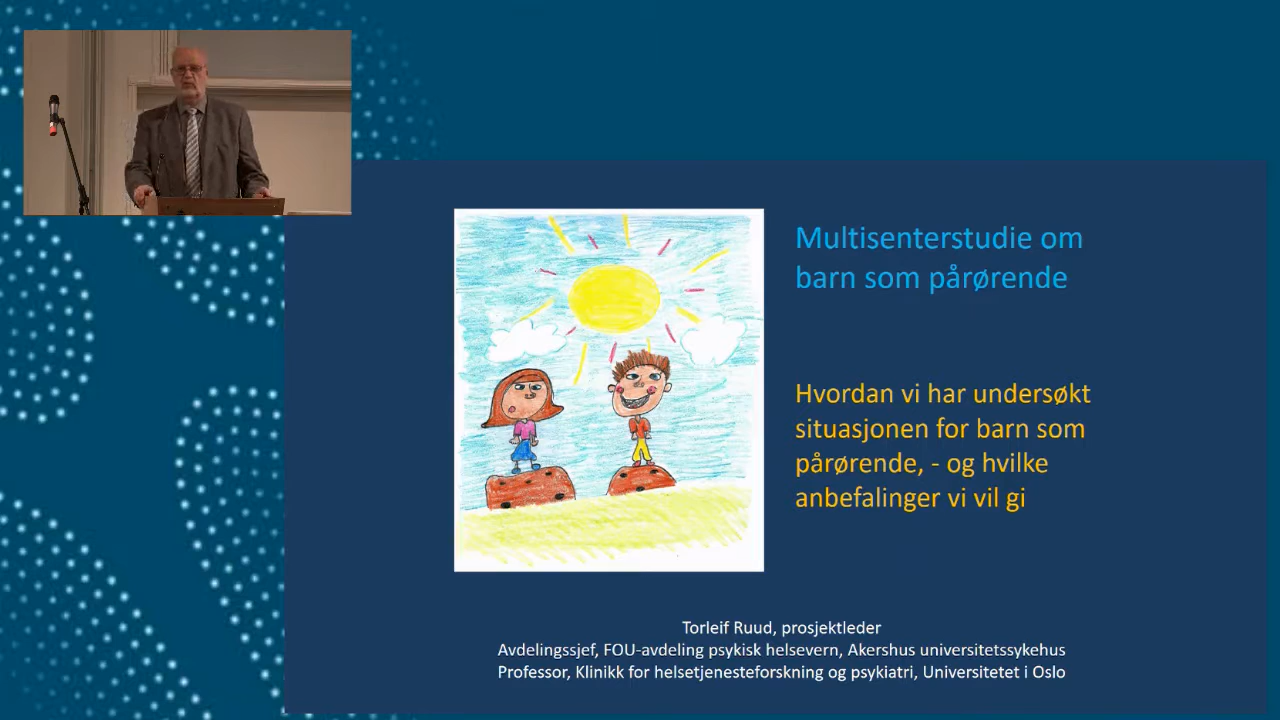 Multisenterstudie om
barn som pårørende
Hvordan vi har undersøkt
situasjonen for barn som
pårørende, - og hvilke
anbefalinger vi vil gi
Torleif Ruud, prosjektleder
Avdelingssjef, FOU-avdeling psykisk helsevern, Akershus universitetssykehus
Professor, Klinikk for helsetjenesteforskning og psykiatri, Universitetet i Oslo